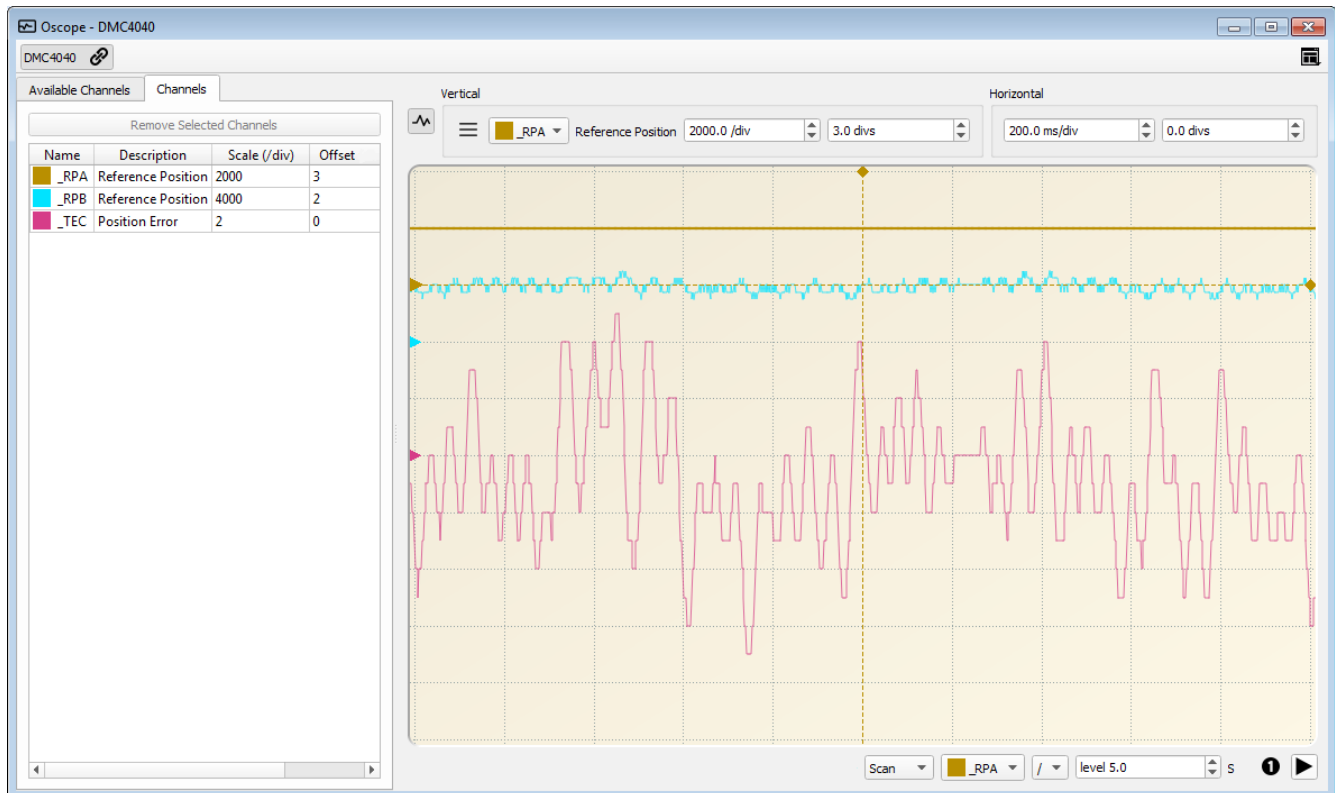 Oscope - DMC4040
DMC4040
Available Channels Channels
Remove Selected Channels
Name Description Scale (/div) Offset
_RPA Reference Position 2000 3
_RPB Reference Position 4000 2
_TEC Position Error 2 0
Vertical
_RPA Reference Position 2000.0 /div 3.0 divs
Horizontal
200.0 ms/div 0.0 divs
Scan _RPA / level 5.0 S 1